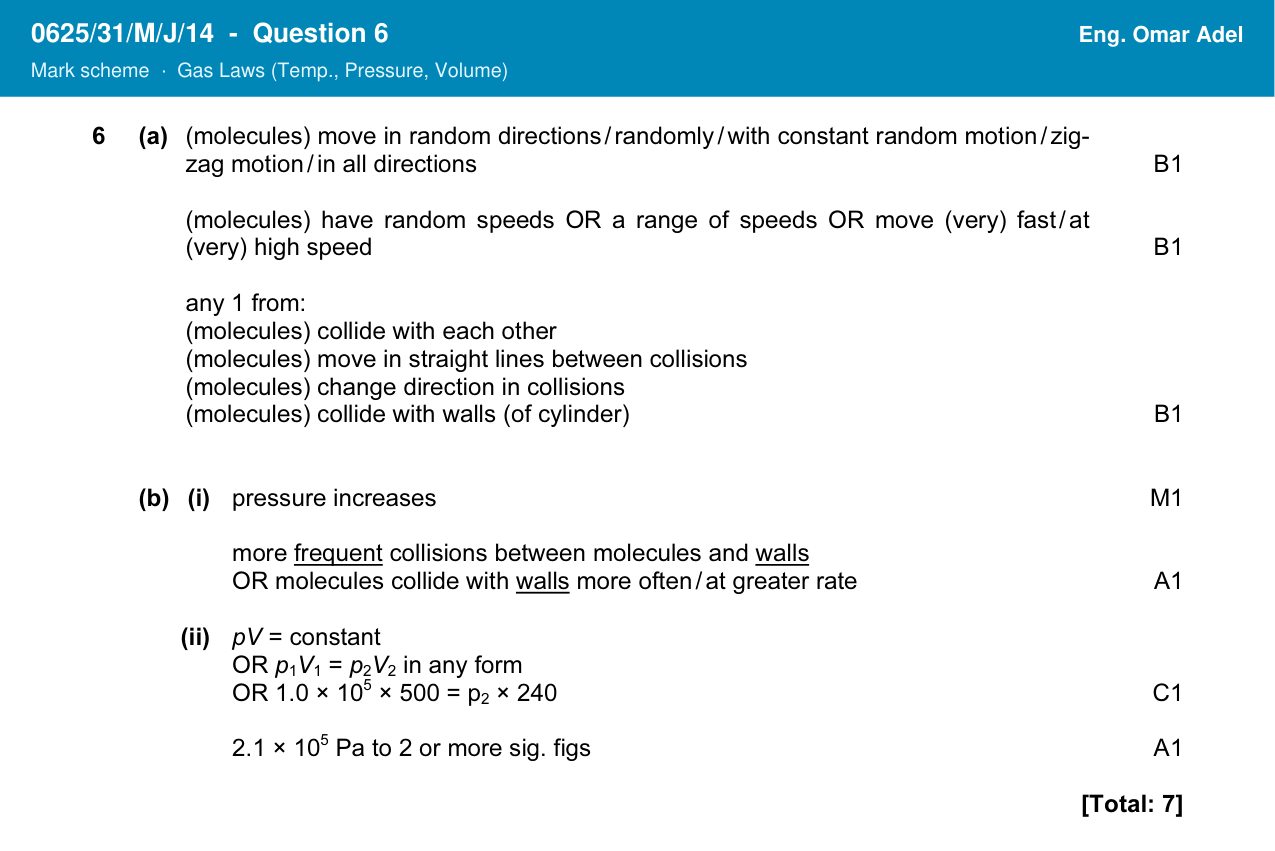 0625/31/M/J/14 - Question 6
Eng. Omar Adel
Mark scheme · Gas Laws (Temp., Pressure, Volume)
6 (a) (molecules) move in random directions/randomly/with constant random motion/zig-
zag motion/in all directions B1
(molecules) have random speeds OR a range of speeds OR move (very) fast/at
(very) high speed B1
any 1 from:
(molecules) collide with each other
(molecules) move in straight lines between collisions
(molecules) change direction in collisions
(molecules) collide with walls (of cylinder) B1
(b) (i) pressure increases M1
more frequent collisions between molecules and walls
OR molecules collide with walls more often/at greater rate A1
(ii) pV = constant
OR p₁V₁ = p₂V₂ in any form
OR 1.0 × 10⁵ × 500 = p₂ × 240 C1
2.1 × 10⁵ Pa to 2 or more sig. figs A1
[Total: 7]